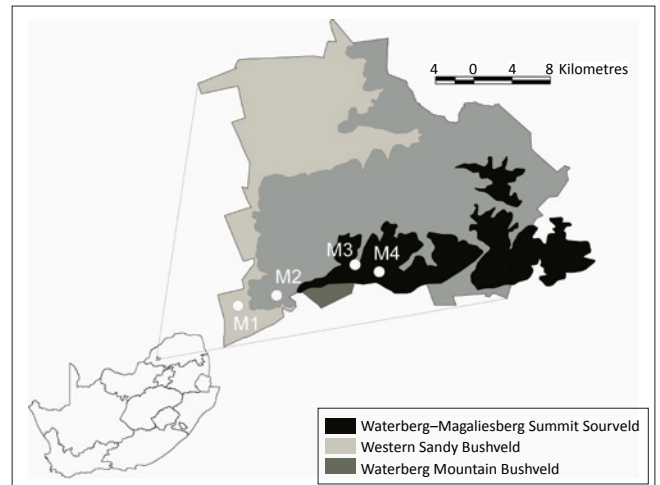 4 0 4 8 Kilometres
M3
M4
M2
M1
Waterberg–Magaliesberg Summit Sourveld
Western Sandy Bushveld
Waterberg Mountain Bushveld